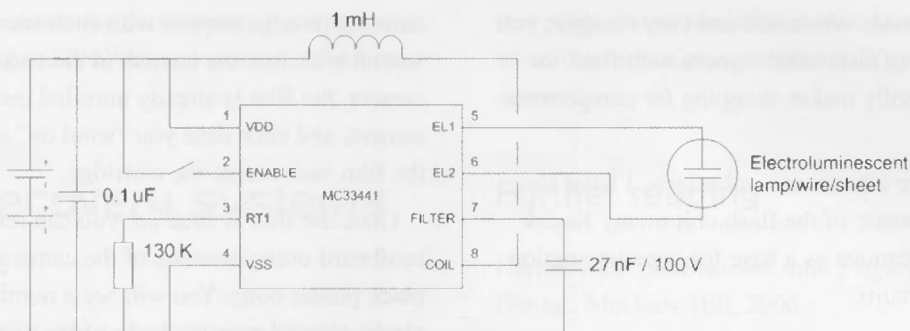 1 mH
1
VDD
EL1
5
2
ENABLE
EL2
6
MC33441
0.1 µF
3
RT1
FILTER
7
130 K
4
VSS
COIL
8
27 nF / 100 V
Electroluminescent
lamp/wire/sheet